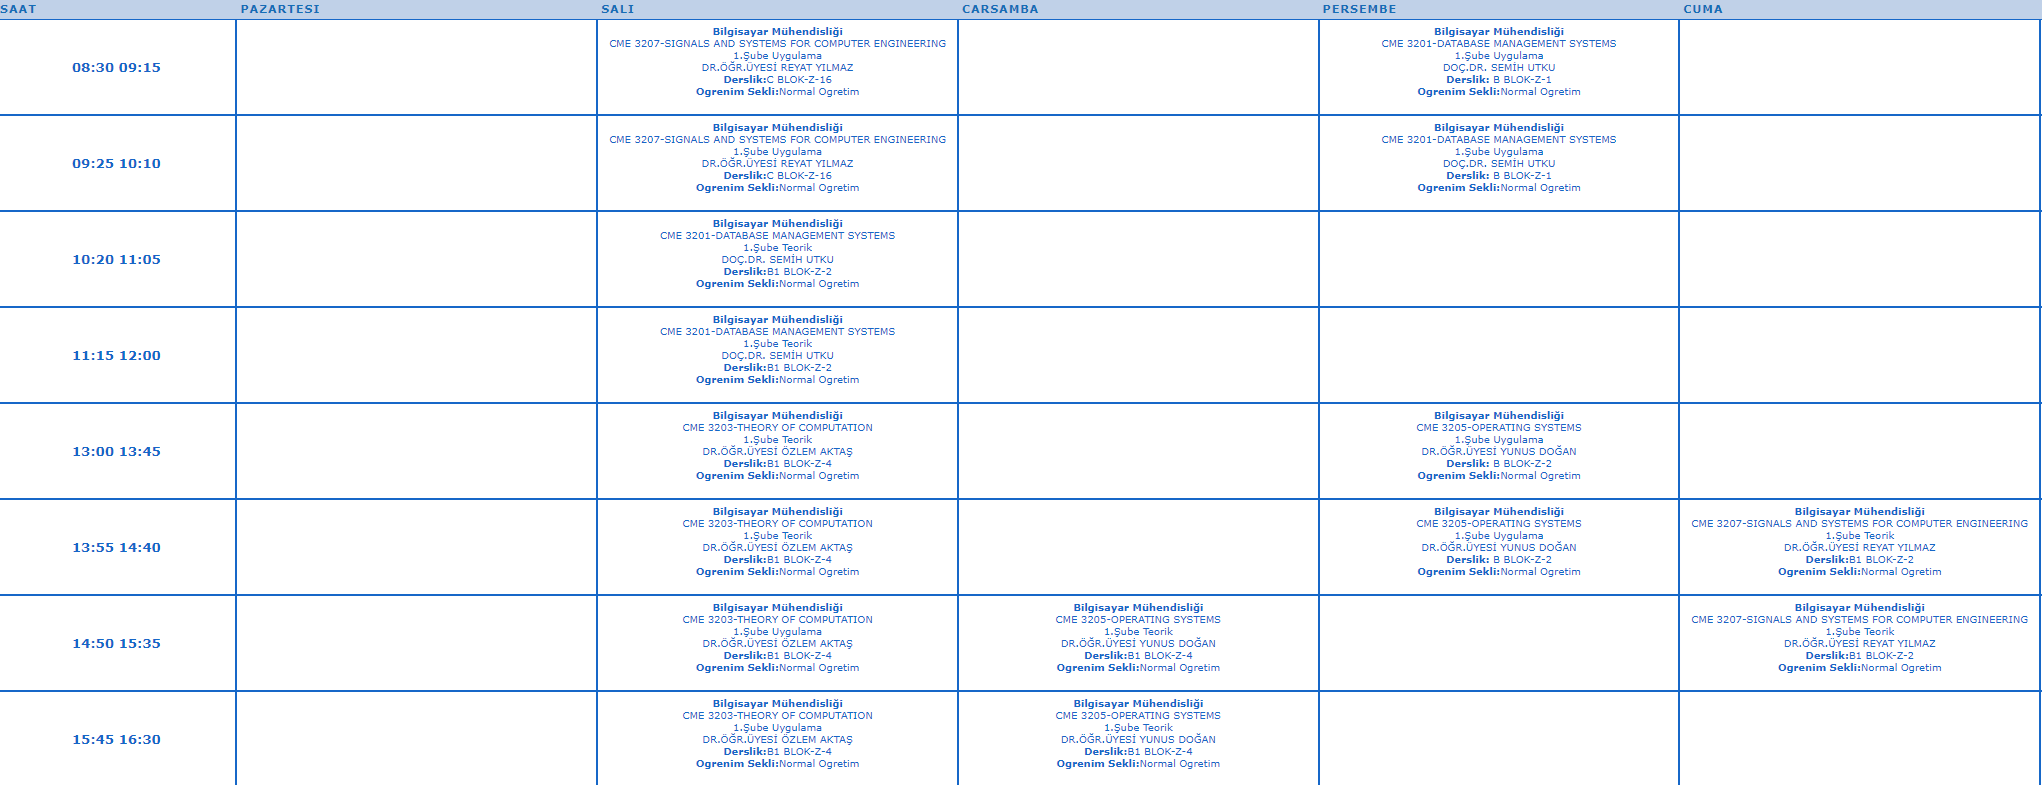 SAAT PAZARTESI SALI CARSAMBA PERSEMBE CUMA
08:30 09:15
Bilgisayar Mühendisliği
CME 3207-SIGNALS AND SYSTEMS FOR COMPUTER ENGINEERING
1.Şube Uygulama
DR.ÖĞR.ÜYESİ REYAT YILMAZ
Derslik:C BLOK-Z-16
Ogrenim Sekli:Normal Ogretim
Bilgisayar Mühendisliği
CME 3201-DATABASE MANAGEMENT SYSTEMS
1.Şube Uygulama
DOÇ.DR. SEMİH UTKU
Derslik: B BLOK-Z-1
Ogrenim Sekli:Normal Ogretim
09:25 10:10
Bilgisayar Mühendisliği
CME 3207-SIGNALS AND SYSTEMS FOR COMPUTER ENGINEERING
1.Şube Uygulama
DR.ÖĞR.ÜYESİ REYAT YILMAZ
Derslik:C BLOK-Z-16
Ogrenim Sekli:Normal Ogretim
Bilgisayar Mühendisliği
CME 3201-DATABASE MANAGEMENT SYSTEMS
1.Şube Uygulama
DOÇ.DR. SEMİH UTKU
Derslik: B BLOK-Z-1
Ogrenim Sekli:Normal Ogretim
10:20 11:05
Bilgisayar Mühendisliği
CME 3201-DATABASE MANAGEMENT SYSTEMS
1.Şube Teorik
DOÇ.DR. SEMİH UTKU
Derslik:B1 BLOK-Z-2
Ogrenim Sekli:Normal Ogretim
11:15 12:00
Bilgisayar Mühendisliği
CME 3201-DATABASE MANAGEMENT SYSTEMS
1.Şube Teorik
DOÇ.DR. SEMİH UTKU
Derslik:B1 BLOK-Z-2
Ogrenim Sekli:Normal Ogretim
13:00 13:45
Bilgisayar Mühendisliği
CME 3203-THEORY OF COMPUTATION
1.Şube Teorik
DR.ÖĞR.ÜYESİ ÖZLEM AKTAŞ
Derslik:B1 BLOK-Z-4
Ogrenim Sekli:Normal Ogretim
Bilgisayar Mühendisliği
CME 3205-OPERATING SYSTEMS
1.Şube Uygulama
DR.ÖĞR.ÜYESİ YUNUS DOĞAN
Derslik: B BLOK-Z-2
Ogrenim Sekli:Normal Ogretim
13:55 14:40
Bilgisayar Mühendisliği
CME 3203-THEORY OF COMPUTATION
1.Şube Teorik
DR.ÖĞR.ÜYESİ ÖZLEM AKTAŞ
Derslik:B1 BLOK-Z-4
Ogrenim Sekli:Normal Ogretim
Bilgisayar Mühendisliği
CME 3205-OPERATING SYSTEMS
1.Şube Uygulama
DR.ÖĞR.ÜYESİ YUNUS DOĞAN
Derslik: B BLOK-Z-2
Ogrenim Sekli:Normal Ogretim
Bilgisayar Mühendisliği
CME 3207-SIGNALS AND SYSTEMS FOR COMPUTER ENGINEERING
1.Şube Teorik
DR.ÖĞR.ÜYESİ REYAT YILMAZ
Derslik:B1 BLOK-Z-2
Ogrenim Sekli:Normal Ogretim
14:50 15:35
Bilgisayar Mühendisliği
CME 3203-THEORY OF COMPUTATION
1.Şube Uygulama
DR.ÖĞR.ÜYESİ ÖZLEM AKTAŞ
Derslik:B1 BLOK-Z-4
Ogrenim Sekli:Normal Ogretim
Bilgisayar Mühendisliği
CME 3205-OPERATING SYSTEMS
1.Şube Teorik
DR.ÖĞR.ÜYESİ YUNUS DOĞAN
Derslik:B1 BLOK-Z-4
Ogrenim Sekli:Normal Ogretim
Bilgisayar Mühendisliği
CME 3207-SIGNALS AND SYSTEMS FOR COMPUTER ENGINEERING
1.Şube Teorik
DR.ÖĞR.ÜYESİ REYAT YILMAZ
Derslik:B1 BLOK-Z-2
Ogrenim Sekli:Normal Ogretim
15:45 16:30
Bilgisayar Mühendisliği
CME 3203-THEORY OF COMPUTATION
1.Şube Uygulama
DR.ÖĞR.ÜYESİ ÖZLEM AKTAŞ
Derslik:B1 BLOK-Z-4
Ogrenim Sekli:Normal Ogretim
Bilgisayar Mühendisliği
CME 3205-OPERATING SYSTEMS
1.Şube Teorik
DR.ÖĞR.ÜYESİ YUNUS DOĞAN
Derslik:B1 BLOK-Z-4
Ogrenim Sekli:Normal Ogretim